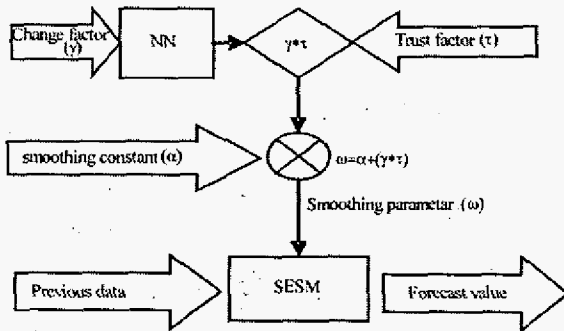 Change factor
(γ)
NN
γ*τ
Trust factor (τ)
smoothing constant (α)
ω=α+(γ*τ)
Smoothing parametar (ω)
Previous data
SESM
Forecast value